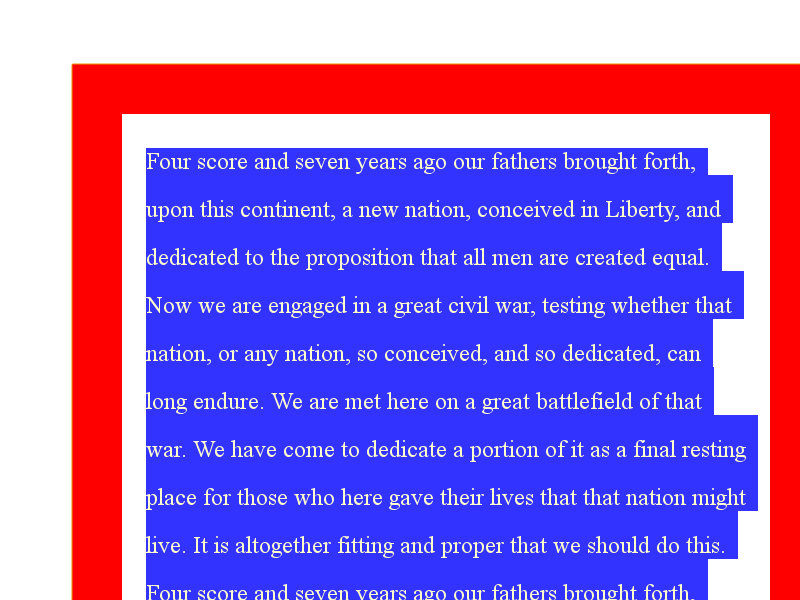 Four score and seven years ago our fathers brought forth,
upon this continent, a new nation, conceived in Liberty, and
dedicated to the proposition that all men are created equal.
Now we are engaged in a great civil war, testing whether that
nation, or any nation, so conceived, and so dedicated, can
long endure. We are met here on a great battlefield of that
war. We have come to dedicate a portion of it as a final resting
place for those who here gave their lives that that nation might
live. It is altogether fitting and proper that we should do this.
Four score and seven years ago our fathers brought forth,